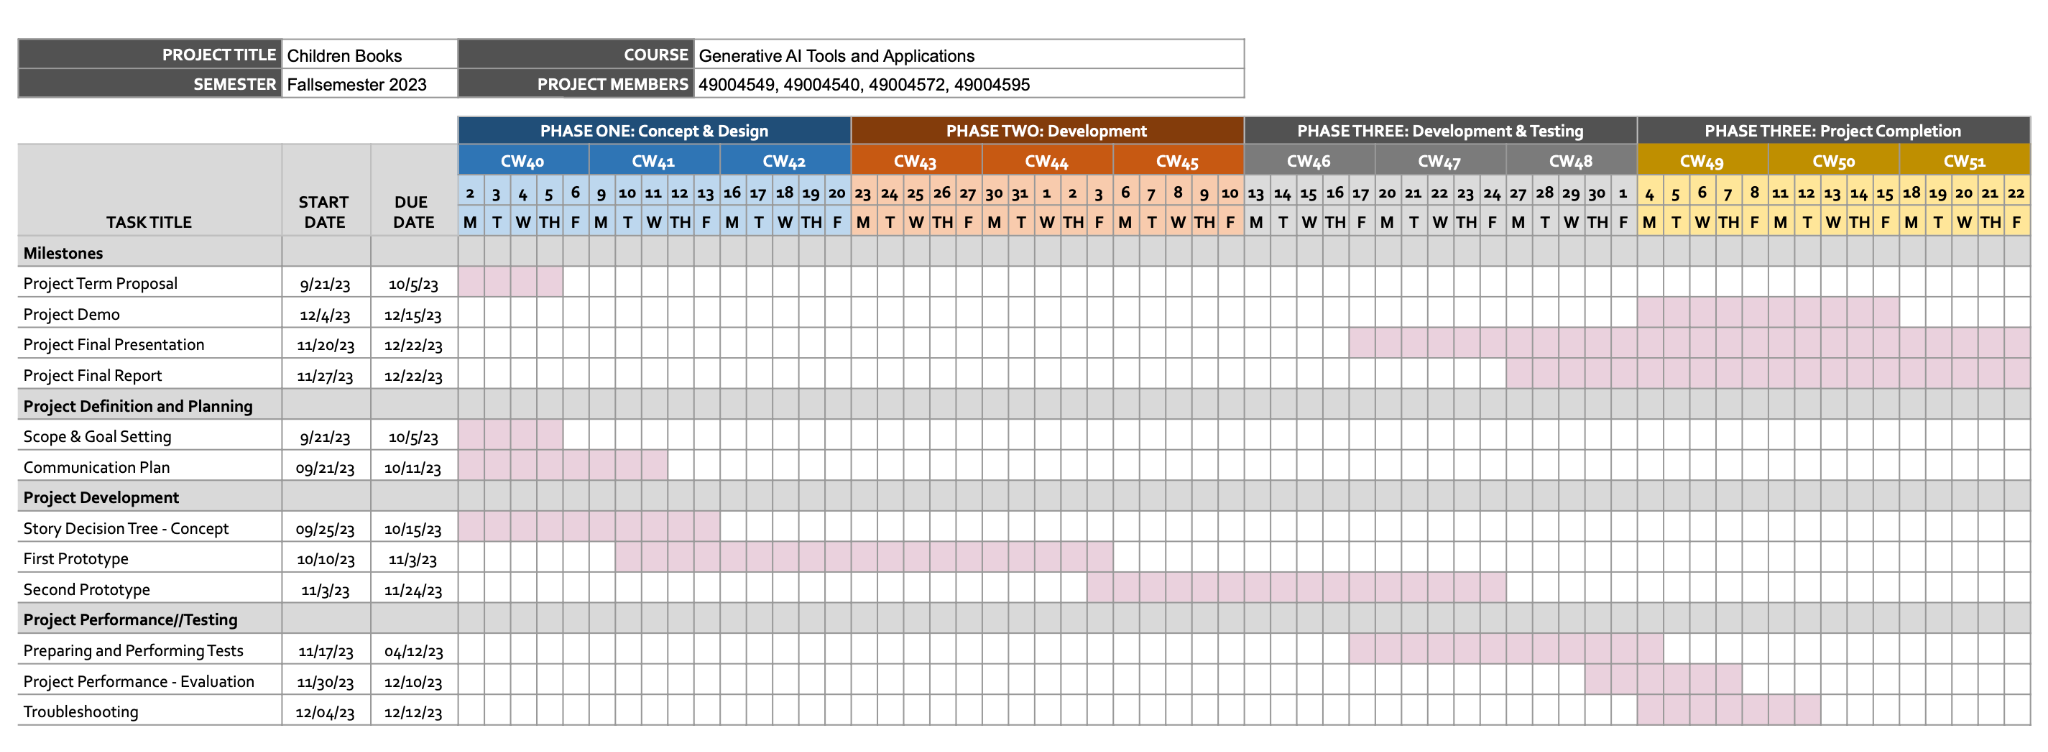 PROJECT TITLE Children Books COURSE Generative AI Tools and Applications
SEMESTER Fallsemester 2023 PROJECT MEMBERS 49004549, 49004540, 49004572, 49004595
PHASE ONE: Concept & Design PHASE TWO: Development PHASE THREE: Development & Testing PHASE THREE: Project Completion
CW40 CW41 CW42 CW43 CW44 CW45 CW46 CW47 CW48 CW49 CW50 CW51
2 3 4 5 6 9 10 11 12 13 16 17 18 19 20 23 24 25 26 27 30 31 1 2 3 6 7 8 9 10 13 14 15 16 17 20 21 22 23 24 27 28 29 30 1 4 5 6 7 8 11 12 13 14 15 18 19 20 21 22
TASK TITLE START DATE DUE DATE M T W TH F M T W TH F M T W TH F M T W TH F M T W TH F M T W TH F M T W TH F M T W TH F M T W TH F M T W TH F M T W TH F M T W TH F
Milestones
Project Term Proposal 9/21/23 10/5/23
Project Demo 12/4/23 12/15/23
Project Final Presentation 11/20/23 12/22/23
Project Final Report 11/27/23 12/22/23
Project Definition and Planning
Scope & Goal Setting 9/21/23 10/5/23
Communication Plan 09/21/23 10/11/23
Project Development
Story Decision Tree - Concept 09/25/23 10/15/23
First Prototype 10/10/23 11/3/23
Second Prototype 11/3/23 11/24/23
Project Performance//Testing
Preparing and Performing Tests 11/17/23 04/12/23
Project Performance - Evaluation 11/30/23 12/10/23
Troubleshooting 12/04/23 12/12/23